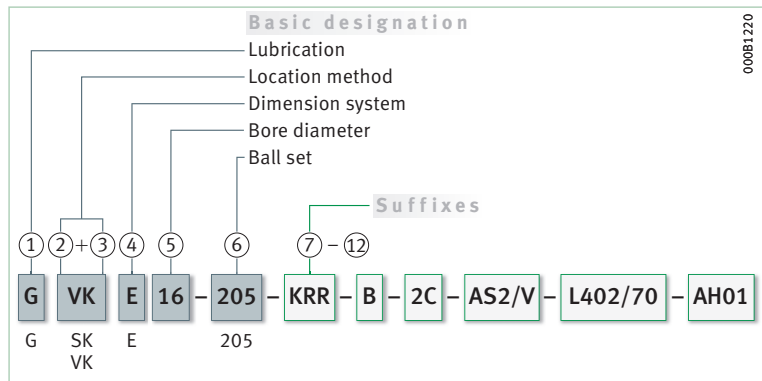 Basic designation
Lubrication
Location method
Dimension system
Bore diameter
Ball set
Suffixes
1 2 + 3 4 5 6 7 – 12
G VK E 16 – 205 – KRR – B – 2C – AS2/V – L402/70 – AH01
G SK E 205
VK
000B1220